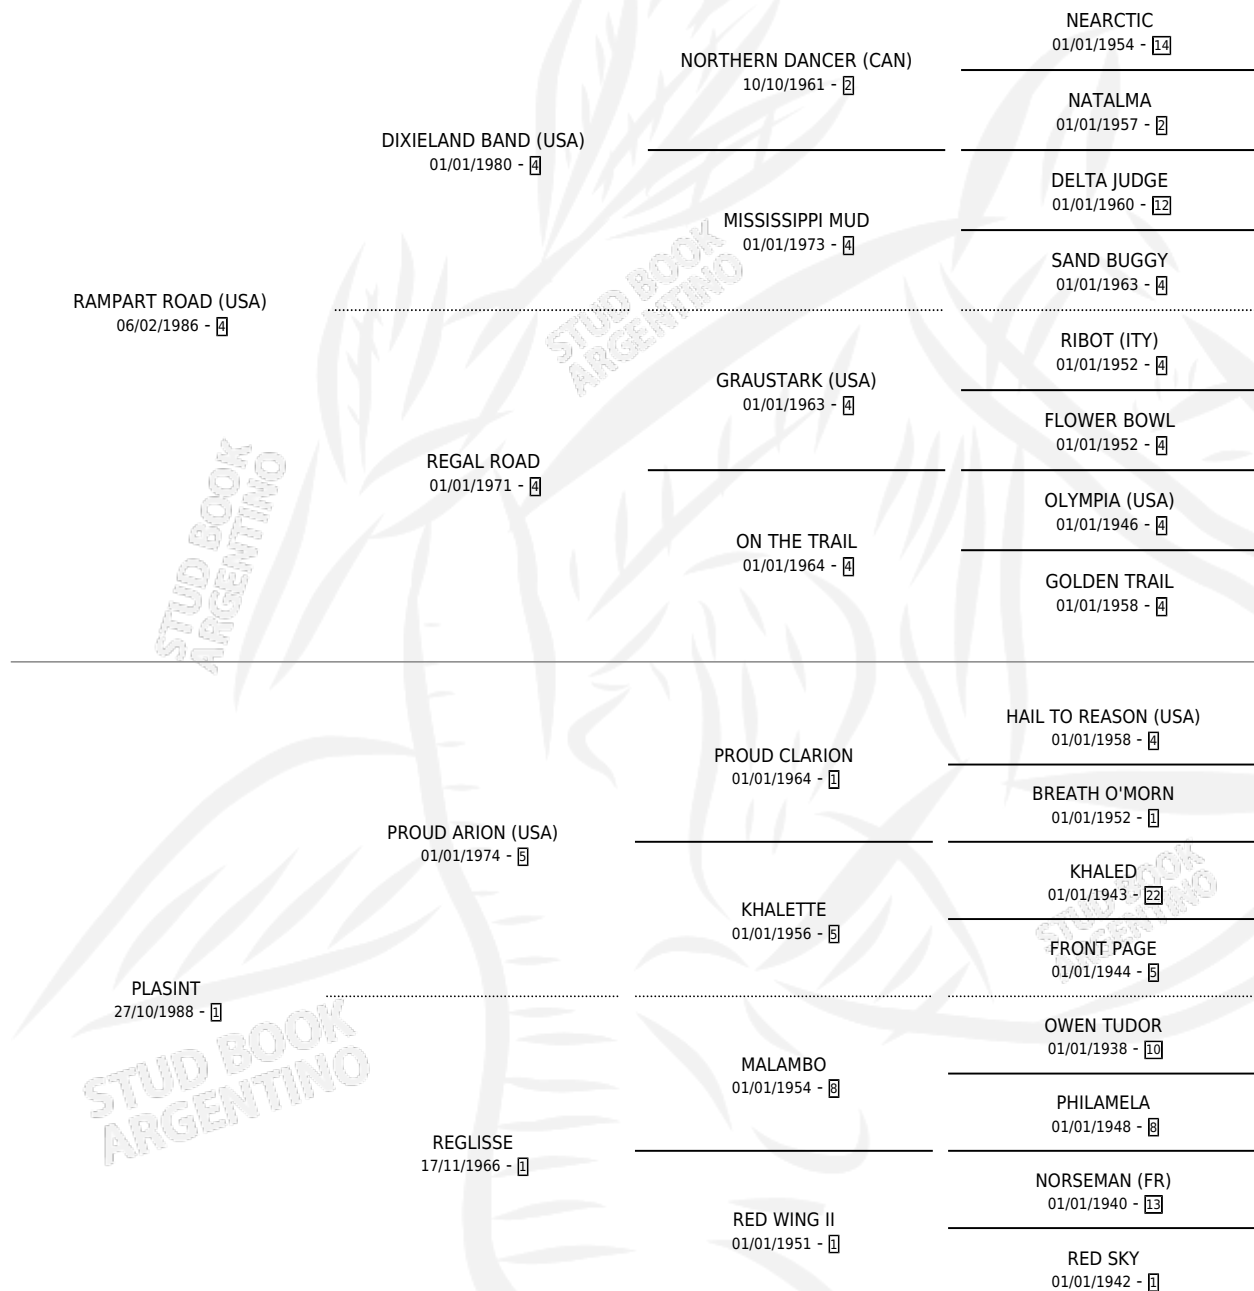 NEARCTIC
01/01/1954 - 14
NORTHERN DANCER (CAN)
10/10/1961 - 2
NATALMA
01/01/1957 - 2
DIXIELAND BAND (USA)
01/01/1980 - 4
DELTA JUDGE
01/01/1960 - 12
MISSISSIPPI MUD
01/01/1973 - 4
SAND BUGGY
01/01/1963 - 4
STUD BOOK
ARGENTINO
RAMPART ROAD (USA)
06/02/1986 - 4
RIBOT (ITY)
01/01/1952 - 4
GRAUSTARK (USA)
01/01/1963 - 4
FLOWER BOWL
01/01/1952 - 4
REGAL ROAD
01/01/1971 - 4
OLYMPIA (USA)
01/01/1946 - 4
ON THE TRAIL
01/01/1964 - 4
GOLDEN TRAIL
01/01/1958 - 4
STUD BOOK
ARGENTINO
HAIL TO REASON (USA)
01/01/1958 - 4
PROUD CLARION
01/01/1964 - 1
BREATH O'MORN
01/01/1952 - 1
PROUD ARION (USA)
01/01/1974 - 5
KHALED
01/01/1943 - 22
KHALETTE
01/01/1956 - 5
FRONT PAGE
01/01/1944 - 5
STUD BOOK
ARGENTINO
PLASINT
27/10/1988 - 1
OWEN TUDOR
01/01/1938 - 10
MALAMBO
01/01/1954 - 8
PHILAMELA
01/01/1948 - 8
STUD BOOK
ARGENTINO
REGLISSE
17/11/1966 - 1
NORSEMAN (FR)
01/01/1940 - 13
RED WING II
01/01/1951 - 1
RED SKY
01/01/1942 - 1